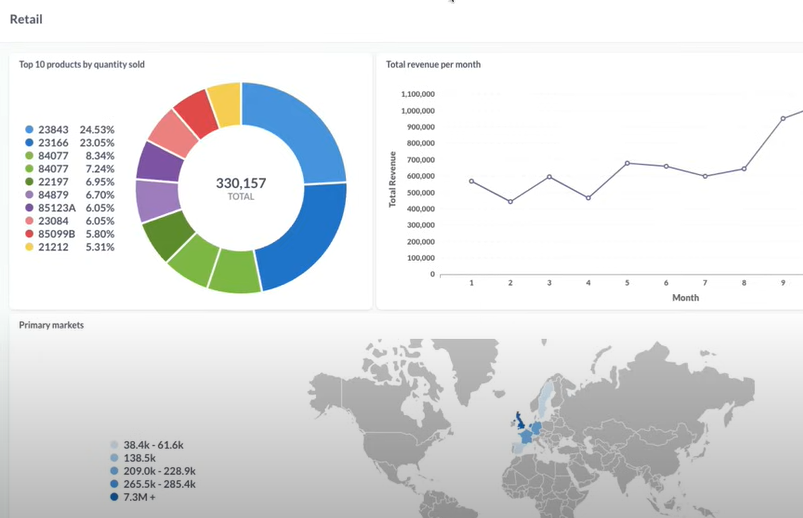 Retail
Top 10 products by quantity sold
23843 24.53%
23166 23.05%
84077 8.34%
84077 7.24%
22197 6.95%
84879 6.70%
85123A 6.05%
23084 6.05%
85099B 5.80%
21212 5.31%
330,157
TOTAL
Total revenue per month
Total Revenue
1,100,000
1,000,000
900,000
800,000
700,000
600,000
500,000
400,000
300,000
200,000
100,000
0
1 2 3 4 5 6 7 8 9
Month
Primary markets
38.4k - 61.6k
138.5k
209.0k - 228.9k
265.5k - 285.4k
7.3M +